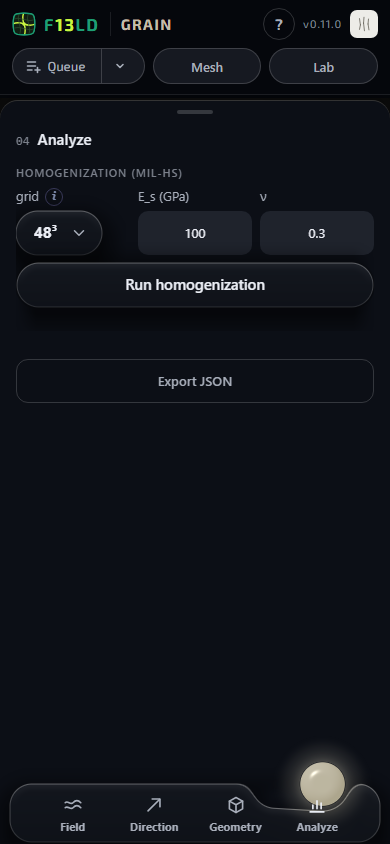 F13LD GRAIN ? v0.11.0
Queue Mesh Lab
04 Analyze
HOMOGENIZATION (MIL-HS)
grid i E_s (GPa) ν
48³ 100 0.3
Run homogenization
Export JSON
Field Direction Geometry Analyze